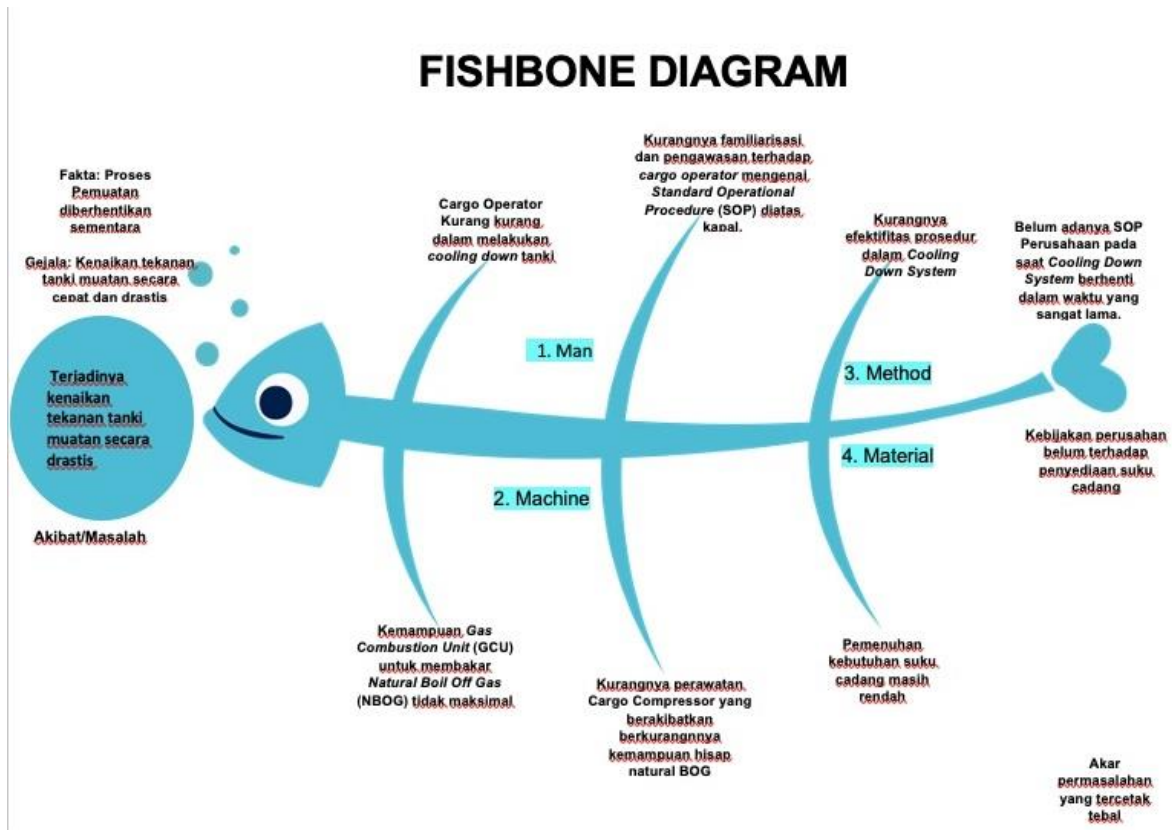 FISHBONE DIAGRAM
Fakta: Proses
Pemuatan
diberhentikan
sementara
Gejala: Kenaikan tekanan
tanki muatan secara
cepat dan drastis
Terjadinya
kenaikan
tekanan tanki
muatan secara
drastis
Akibat/Masalah
Cargo Operator
Kurang kurang
dalam melakukan
cooling down tanki
Kurangnya familiarisasi
dan pengawasan terhadap
cargo operator mengenai
Standard Operational
Procedure (SOP) diatas
kapal.
1. Man
Kurangnya
efektifitas prosedur
dalam Cooling
Down System
3. Method
Belum adanya SOP
Perusahaan pada
saat Cooling Down
System berhenti
dalam waktu yang
sangat lama.
2. Machine
Kemampuan Gas
Combustion Unit (GCU)
untuk membakar
Natural Boil Off Gas
(NBOG) tidak maksimal
Kurangnya perawatan
Cargo Compressor yang
berakibatkan
berkurangnnya
kemampuan hisap
natural BOG
4. Material
Pemenuhan
kebutuhan suku
cadang masih
rendah
Kebijakan perusahan
belum terhadap
penyediaan suku
cadang
Akar
permasalahan
yang tercetak
tebal